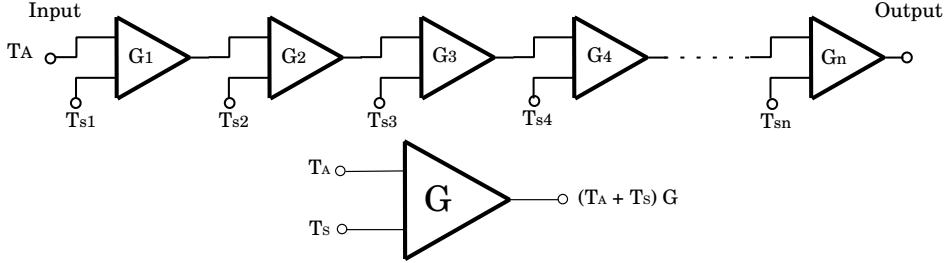 Input Output
TA G1 G2 G3 G4 Gn
Ts1 Ts2 Ts3 Ts4 Tsn
TA
G (TA + Ts) G
Ts